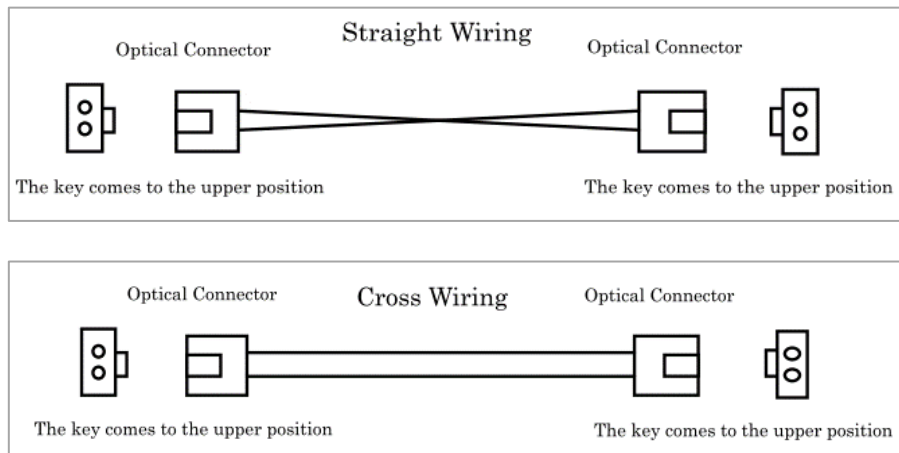 Straight Wiring
Optical Connector
Optical Connector
The key comes to the upper position
The key comes to the upper position
Optical Connector
Cross Wiring
Optical Connector
The key comes to the upper position
The key comes to the upper position